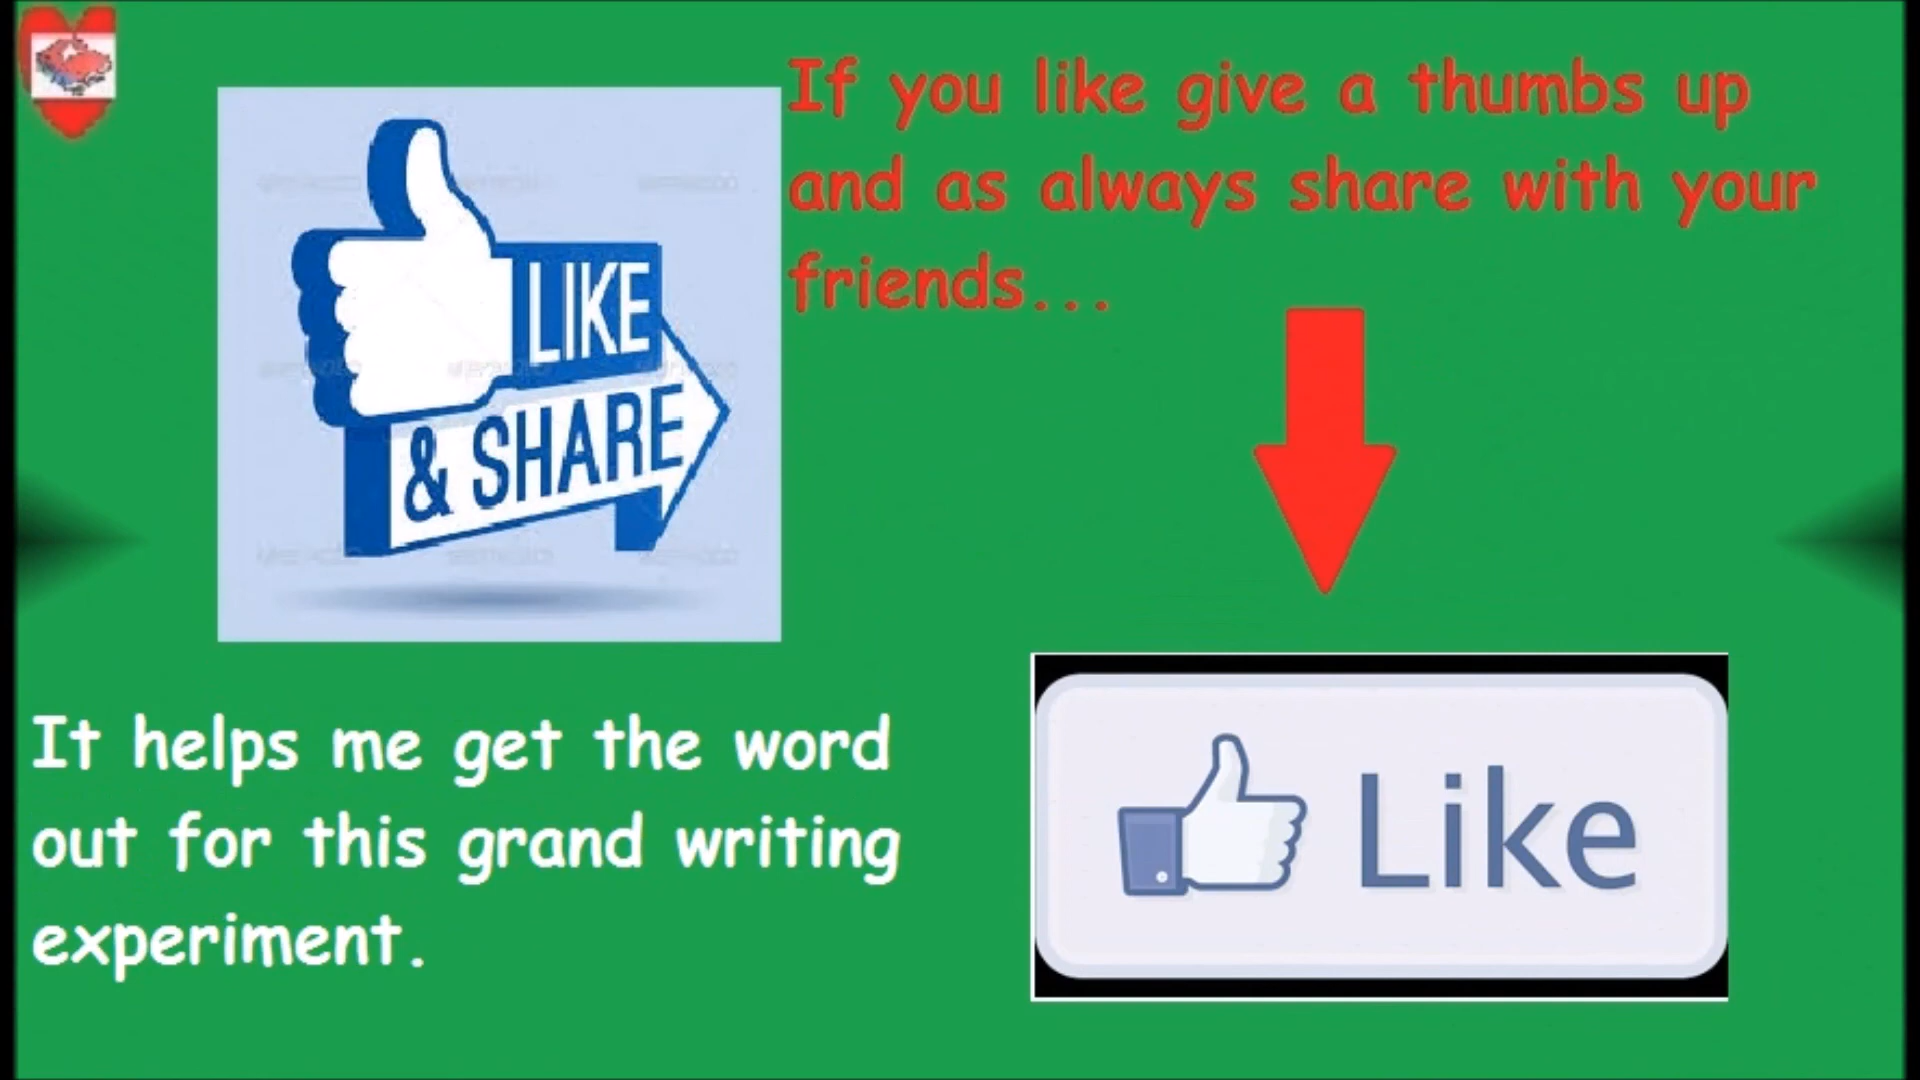 If you like give a thumbs up
and as always share with your
friends...
LIKE
& SHARE
It helps me get the word
out for this grand writing
experiment.
Like